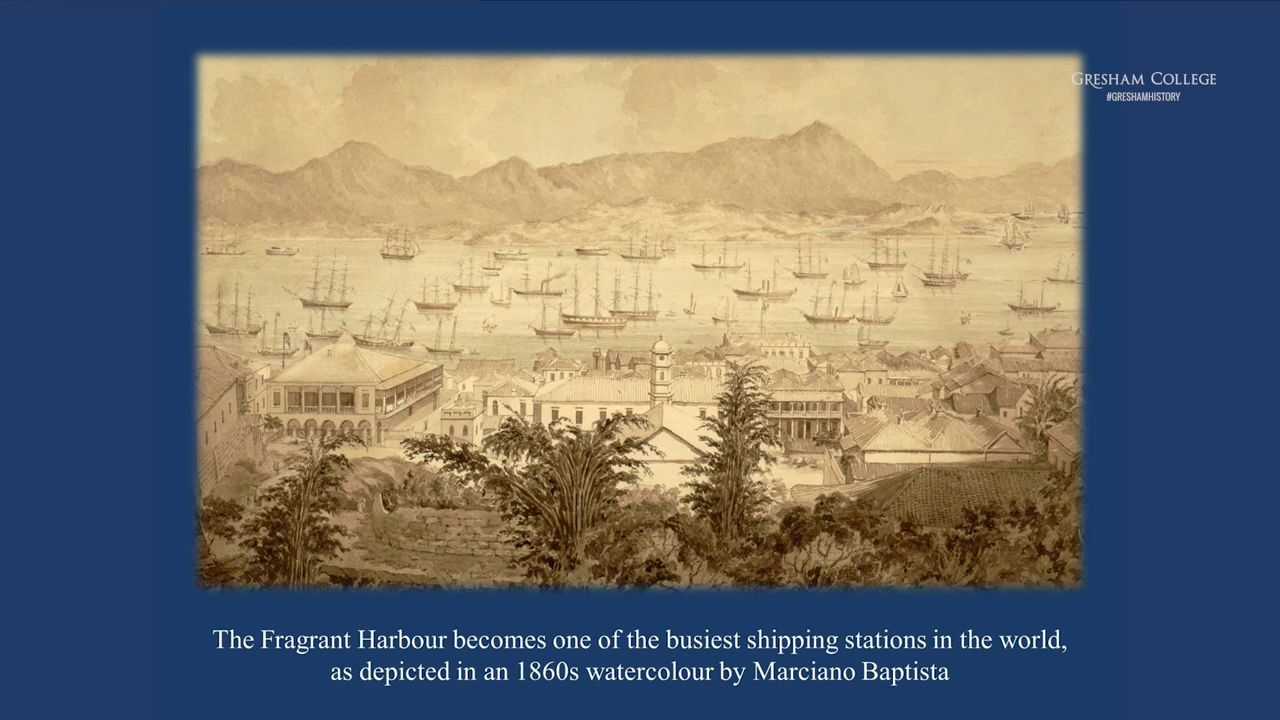 GRESHAM COLLEGE
#GRESHAMHISTORY
The Fragrant Harbour becomes one of the busiest shipping stations in the world,
as depicted in an 1860s watercolour by Marciano Baptista